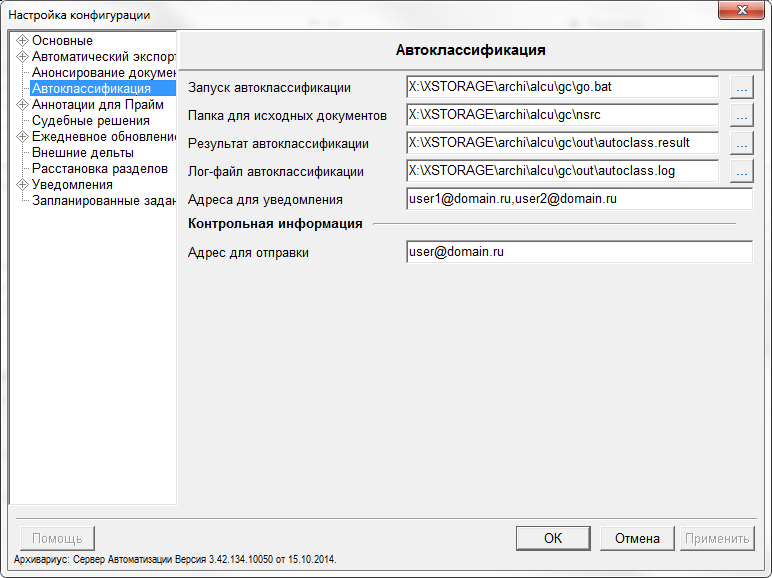 Настройка конфигурации
Основные
Автоматический экспорт
Анонсирование докумен
Автоклассификация
Аннотации для Прайм
Судебные решения
Ежедневное обновление
Внешние дельты
Расстановка разделов
Уведомления
Запланированные задан
Автоклассификация
Запуск автоклассификации X:\XSTORAGE\archi\alcu\gc\go.bat ...
Папка для исходных документов X:\XSTORAGE\archi\alcu\gc\nsrc ...
Результат автоклассификации X:\XSTORAGE\archi\alcu\gc\out\autoclass.result ...
Лог-файл автоклассификации X:\XSTORAGE\archi\alcu\gc\out\autoclass.log ...
Адреса для уведомления user1@domain.ru,user2@domain.ru
Контрольная информация
Адрес для отправки user@domain.ru
Помощь OK Отмена Применить
Архивариус: Сервер Автоматизации Версия 3.42.134.10050 от 15.10.2014.